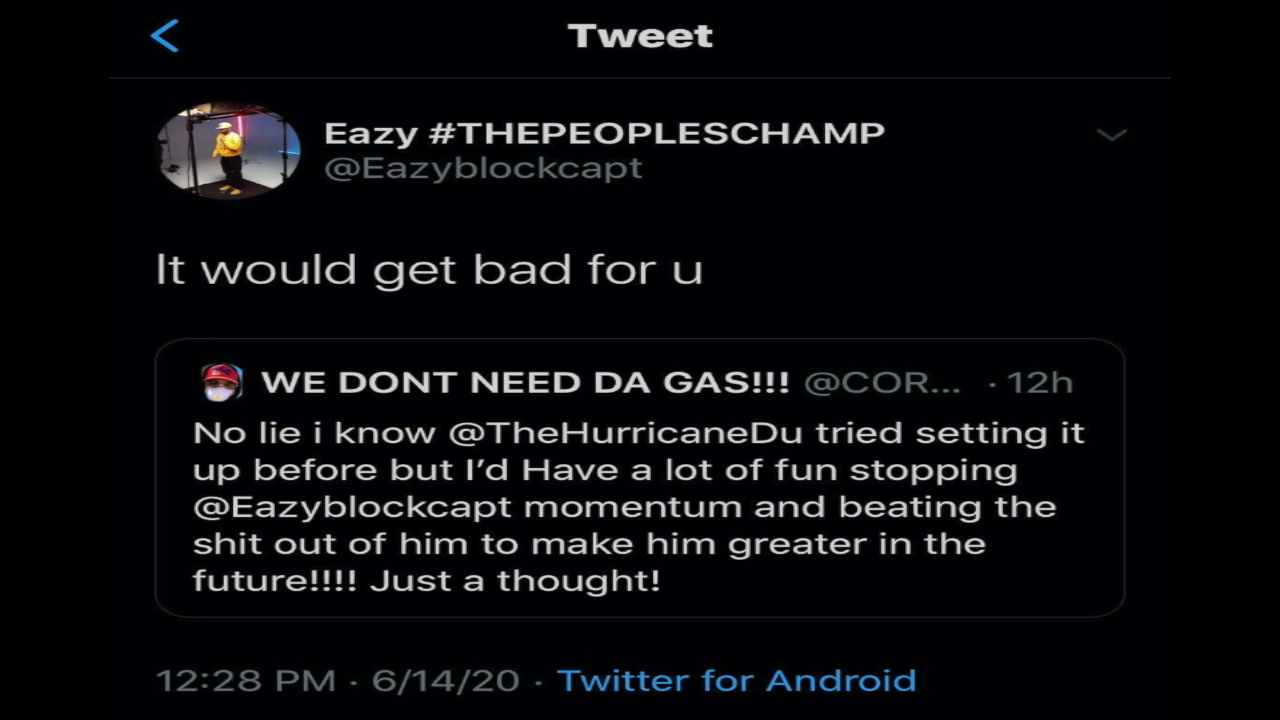 Tweet
Eazy #THEPEOPLESCHAMP
@Eazyblockcapt
It would get bad for u
WE DONT NEED DA GAS!!! @COR... · 12h
No lie i know @TheHurricaneDu tried setting it
up before but I’d Have a lot of fun stopping
@Eazyblockcapt momentum and beating the
shit out of him to make him greater in the
future!!!! Just a thought!
12:28 PM · 6/14/20 · Twitter for Android